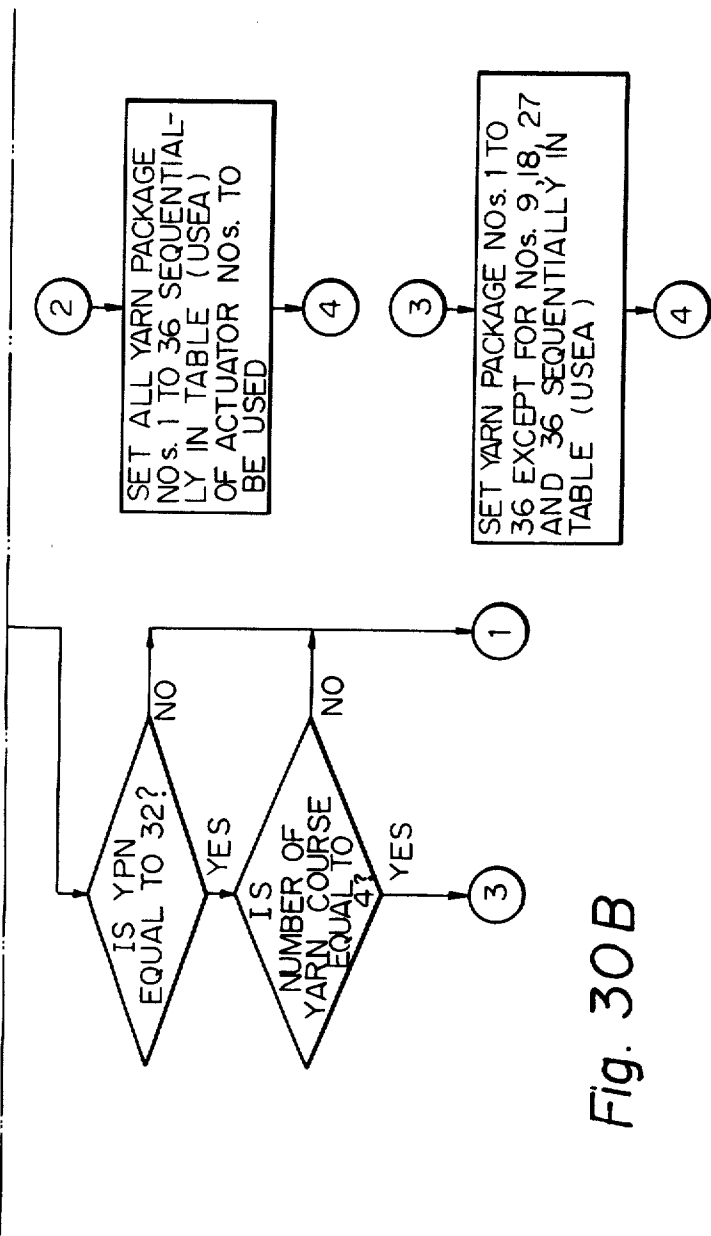 IS YPN
EQUAL TO 32?
NO
YES
IS
NUMBER OF
YARN COURSE
EQUAL TO
4?
NO
YES
3
1
2
SET ALL YARN PACKAGE
NOs. 1 TO 36 SEQUENTIAL-
LY IN TABLE (USEA)
OF ACTUATOR NOs. TO
BE USED
4
3
SET YARN PACKAGE NOs. 1 TO
36 EXCEPT FOR NOs. 9,18, 27
AND 36 SEQUENTIALLY IN
TABLE (USEA)
4
Fig. 30B